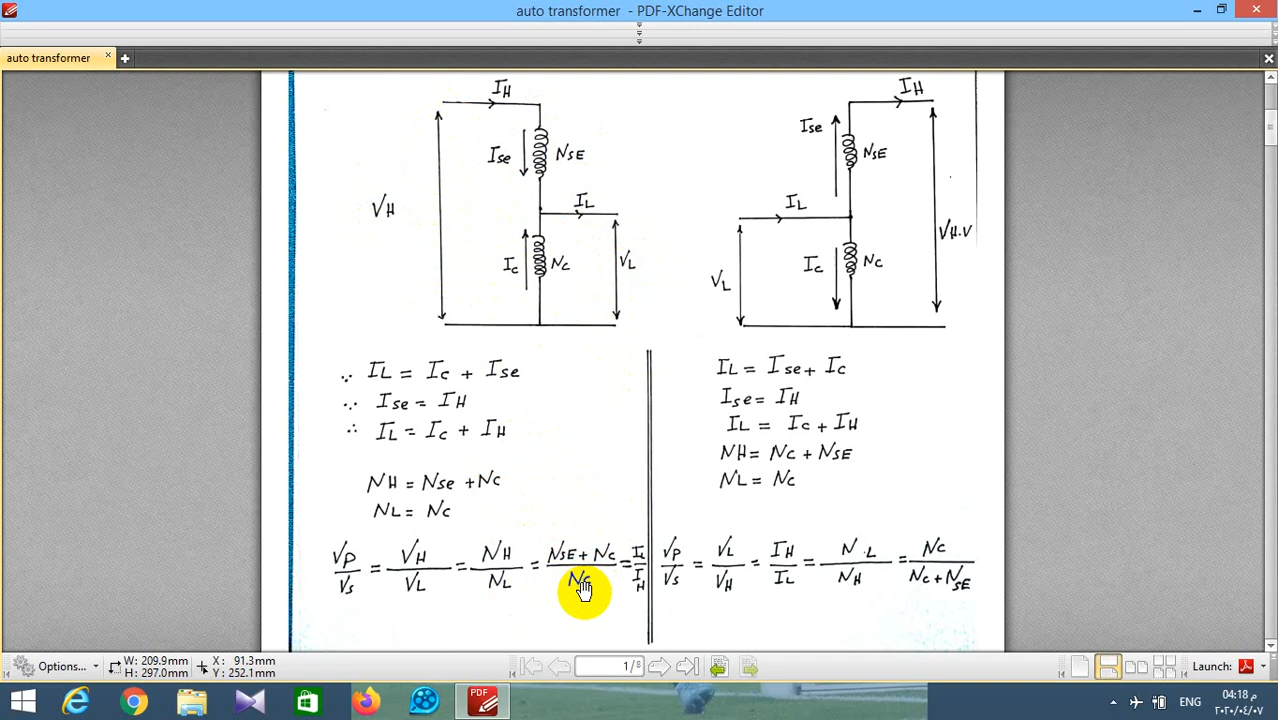 auto transformer - PDF-XChange Editor
auto transformer
IH
Ise
NSE
IL
VH
Ic
Nc
VL
IH
Ise
NSE
IL
VH.V
Ic
Nc
VL
∵ IL = Ic + Ise
∵ Ise = IH
∴ IL = Ic + IH
NH = Nse + Nc
NL = Nc
VP/Vs = VH/VL = NH/NL = NSE + Nc/Nc = IL/IH
IL = Ise + Ic
Ise = IH
IL = Ic + IH
NH = Nc + NSE
NL = Nc
VP/Vs = VL/VH = IH/IL = N.L/NH = Nc/Nc + NSE
Options...
W: 209.9mm
H: 297.0mm
X: 91.3mm
Y: 252.1mm
1/8
Launch:
PDF
ENG
04:18 م
٢٠٢٠/٠٤/٠٧